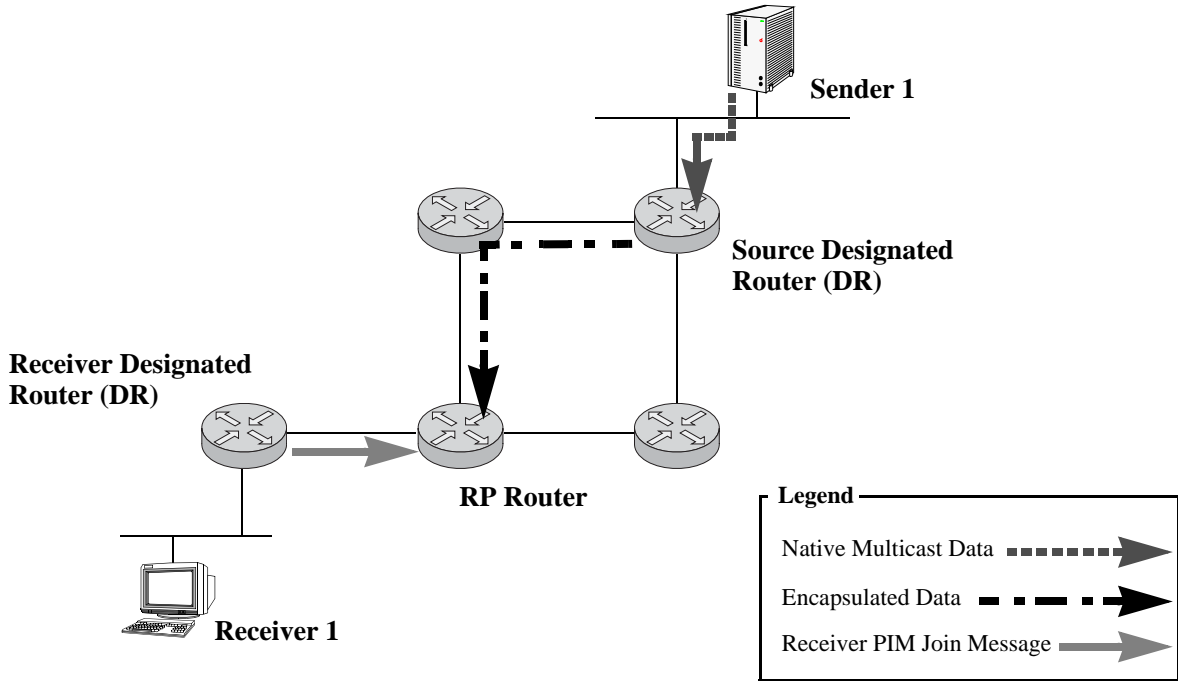 Sender 1
Source Designated
Router (DR)
Receiver Designated
Router (DR)
RP Router
Receiver 1
Legend
Native Multicast Data
Encapsulated Data
Receiver PIM Join Message